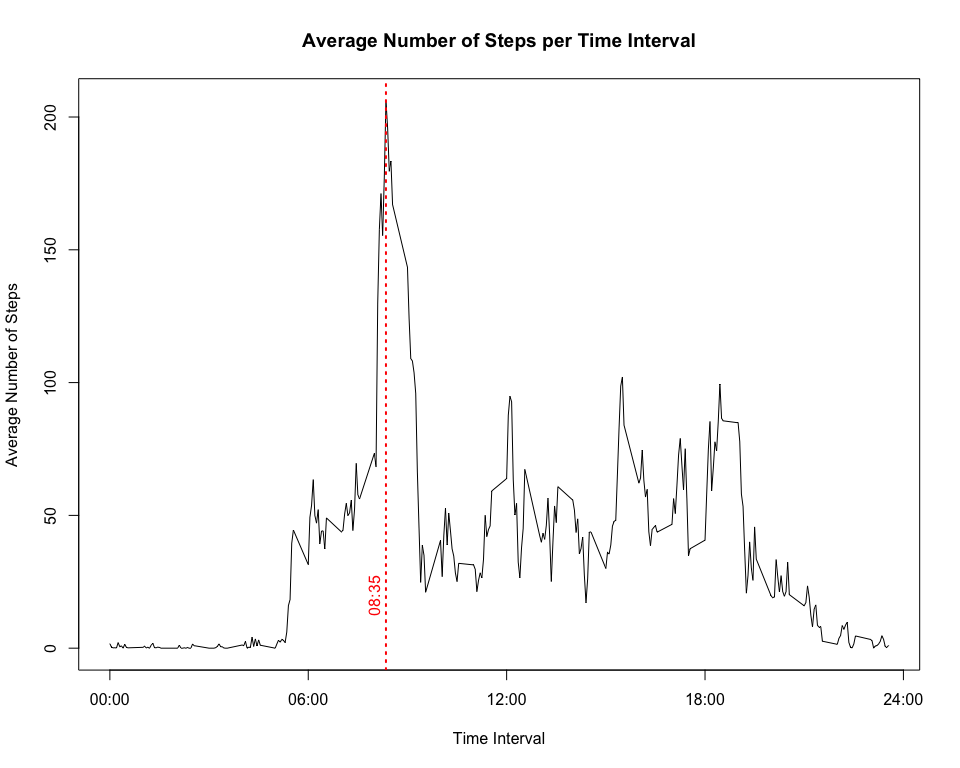 Average Number of Steps per Time Interval
Average Number of Steps
200
150
100
50
0
08:35
00:00 06:00 12:00 18:00 24:00
Time Interval